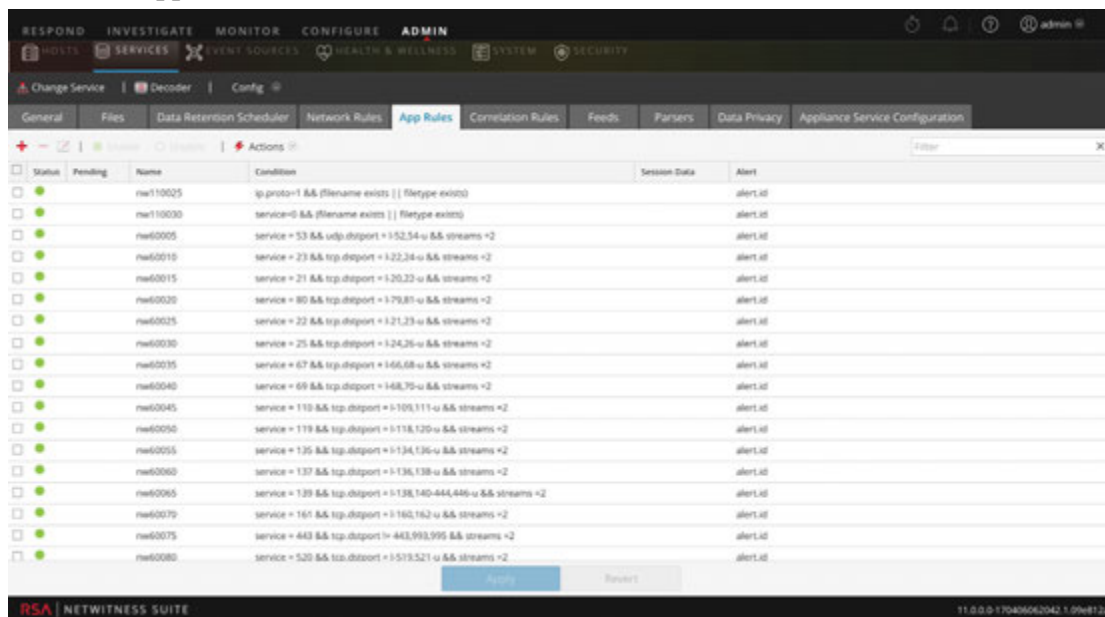 RESPOND INVESTIGATE MONITOR CONFIGURE ADMIN admin
HOSTS SERVICES EVENT SOURCES HEALTH & WELLNESS SYSTEM SECURITY
Change Service | Decoder | Config
General Files Data Retention Scheduler Network Rules App Rules Correlation Rules Feeds Parsers Data Privacy Appliance Service Configuration
Actions Filter
Status Pending Name Condition Session Data Alert
nw110025 ip.proto=1 && (filename exists || filetype exists) alert.id
nw110030 service=0 && (filename exists || filetype exists) alert.id
nw60005 service = 53 && udp.dstport = l-52,54-u && streams =2 alert.id
nw60010 service = 23 && tcp.dstport = l-22,24-u && streams =2 alert.id
nw60015 service = 21 && tcp.dstport = l-20,22-u && streams =2 alert.id
nw60020 service = 80 && tcp.dstport = l-79,81-u && streams =2 alert.id
nw60025 service = 22 && tcp.dstport = l-21,23-u && streams =2 alert.id
nw60030 service = 25 && tcp.dstport = l-24,26-u && streams =2 alert.id
nw60035 service = 67 && tcp.dstport = l-66,68-u && streams =2 alert.id
nw60040 service = 69 && tcp.dstport = l-68,70-u && streams =2 alert.id
nw60045 service = 110 && tcp.dstport = l-109,111-u && streams =2 alert.id
nw60050 service = 119 && tcp.dstport = l-118,120-u && streams =2 alert.id
nw60055 service = 135 && tcp.dstport = l-134,136-u && streams =2 alert.id
nw60060 service = 137 && tcp.dstport = l-136,138-u && streams =2 alert.id
nw60065 service = 139 && tcp.dstport = l-138,140-444,446-u && streams =2 alert.id
nw60070 service = 161 && tcp.dstport = l-160,162-u && streams =2 alert.id
nw60075 service = 443 && tcp.dstport != 443,993,995 && streams =2 alert.id
nw60080 service = 520 && tcp.dstport = l-519,521-u && streams =2 alert.id
Apply Revert
RSA | NETWITNESS SUITE 11.0.0.0-170406062042.1.09e812